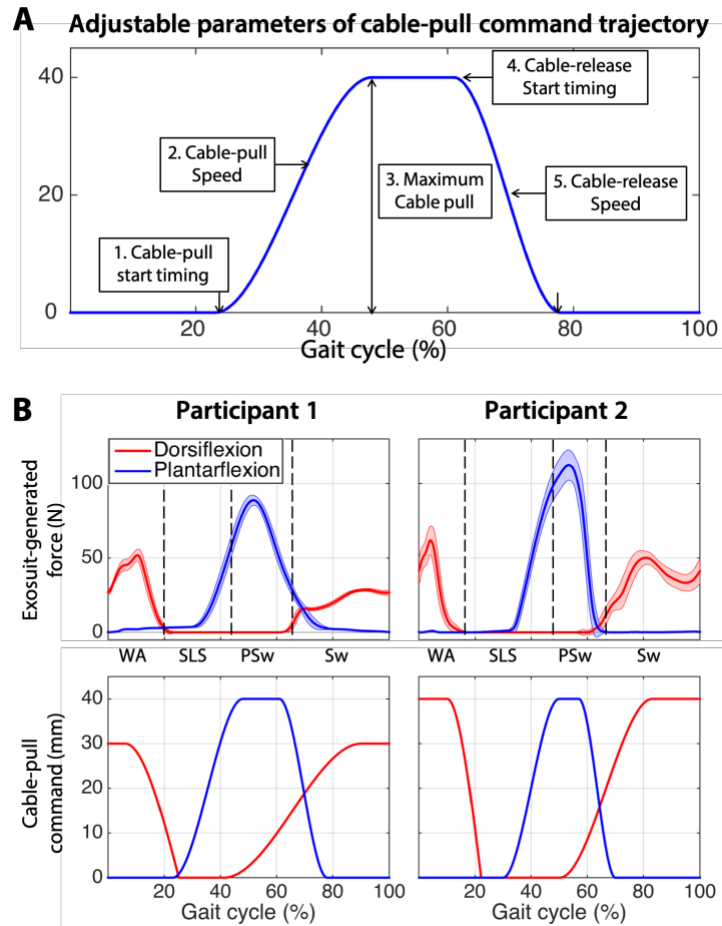 A Adjustable parameters of cable-pull command trajectory
40
20
0
1. Cable-pull
start timing
2. Cable-pull
Speed
3. Maximum
Cable pull
4. Cable-release
Start timing
5. Cable-release
Speed
20 40 60 80 100
Gait cycle (%)
B Participant 1 Participant 2
Dorsiflexion
Plantarflexion
Exosuit-generated
force (N)
100
50
0
WA SLS PSw Sw WA SLS PSw Sw
Cable-pull
command (mm)
40
30
20
10
0
0 20 40 60 80 100 0 20 40 60 80 100
Gait cycle (%) Gait cycle (%)